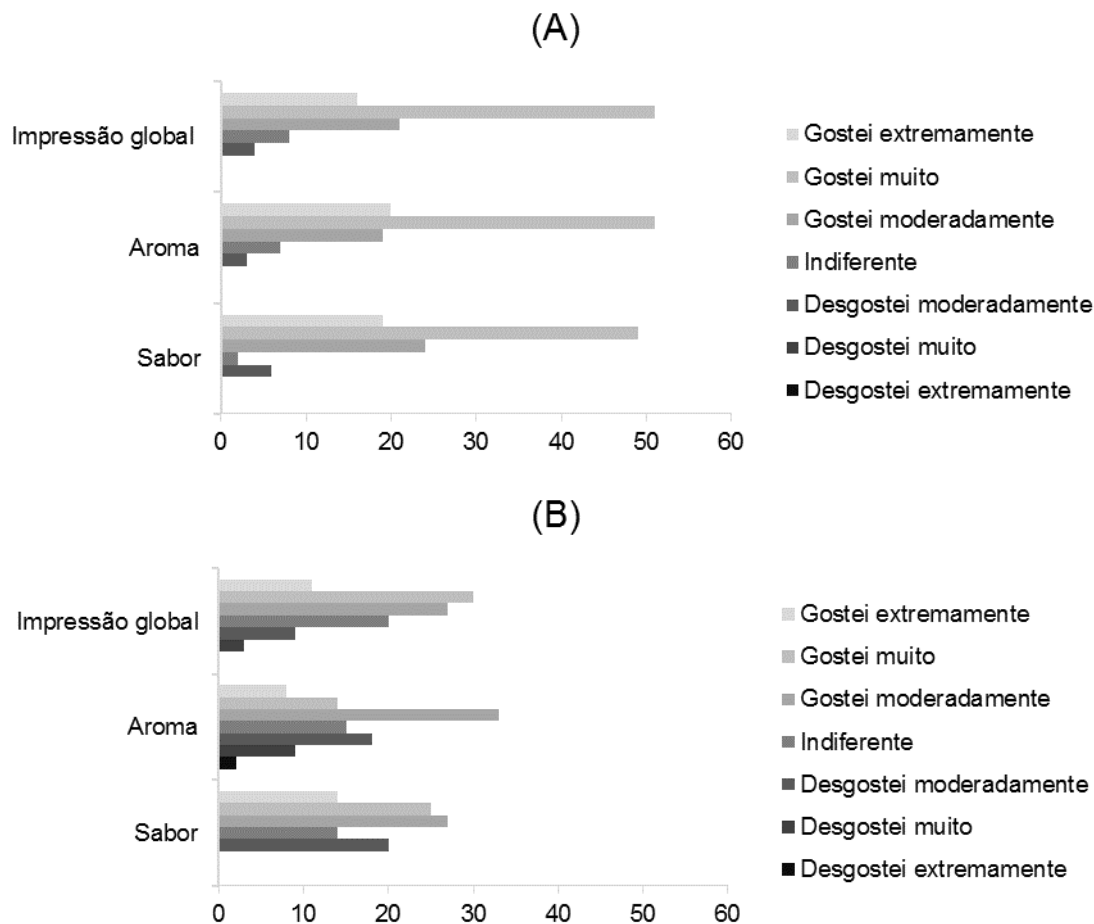 (A)
Impressão global
Aroma
Sabor
0 10 20 30 40 50 60
Gostei extremamente
Gostei muito
Gostei moderadamente
Indiferente
Desgostei moderadamente
Desgostei muito
Desgostei extremamente
(B)
Impressão global
Aroma
Sabor
0 10 20 30 40 50 60
Gostei extremamente
Gostei muito
Gostei moderadamente
Indiferente
Desgostei moderadamente
Desgostei muito
Desgostei extremamente